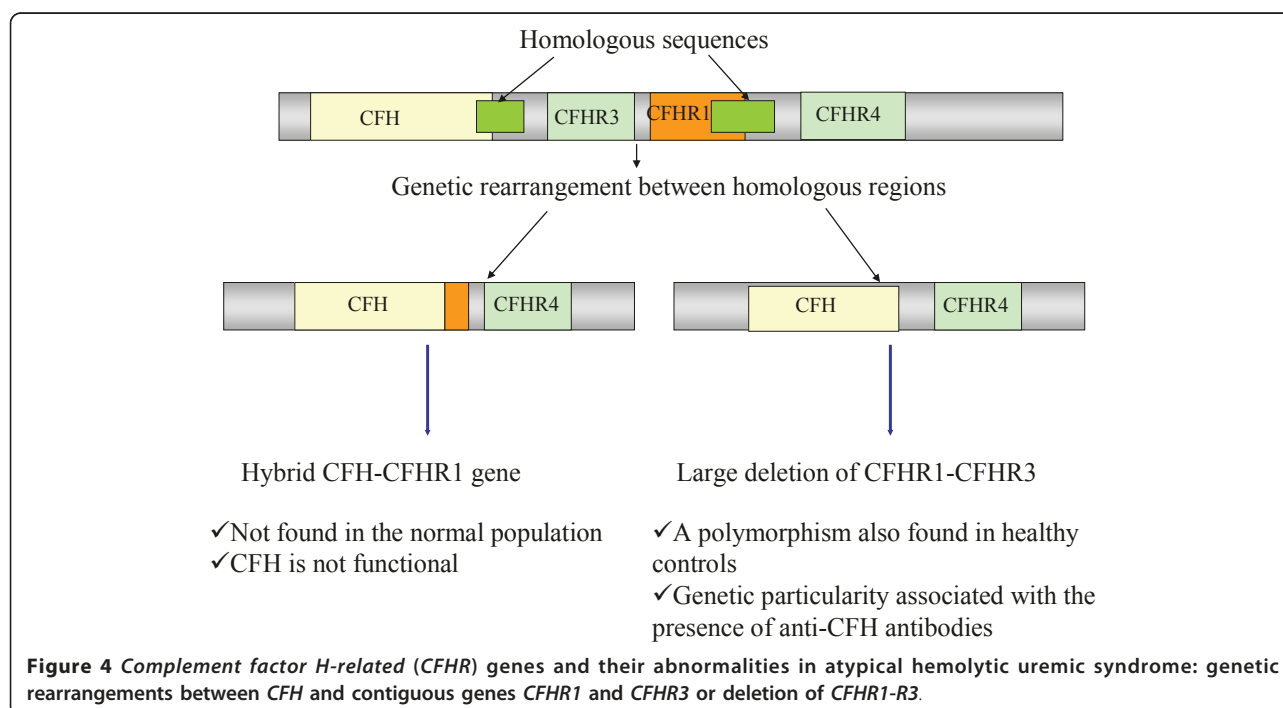 Homologous sequences
CFH CFHR3 CFHR1 CFHR4
Genetic rearrangement between homologous regions
CFH CFHR4
CFH CFHR4
Hybrid CFH-CFHR1 gene
✓Not found in the normal population
✓CFH is not functional
Large deletion of CFHR1-CFHR3
✓A polymorphism also found in healthy
controls
✓Genetic particularity associated with the
presence of anti-CFH antibodies
Figure 4 Complement factor H-related (CFHR) genes and their abnormalities in atypical hemolytic uremic syndrome: genetic
rearrangements between CFH and contiguous genes CFHR1 and CFHR3 or deletion of CFHR1-R3.